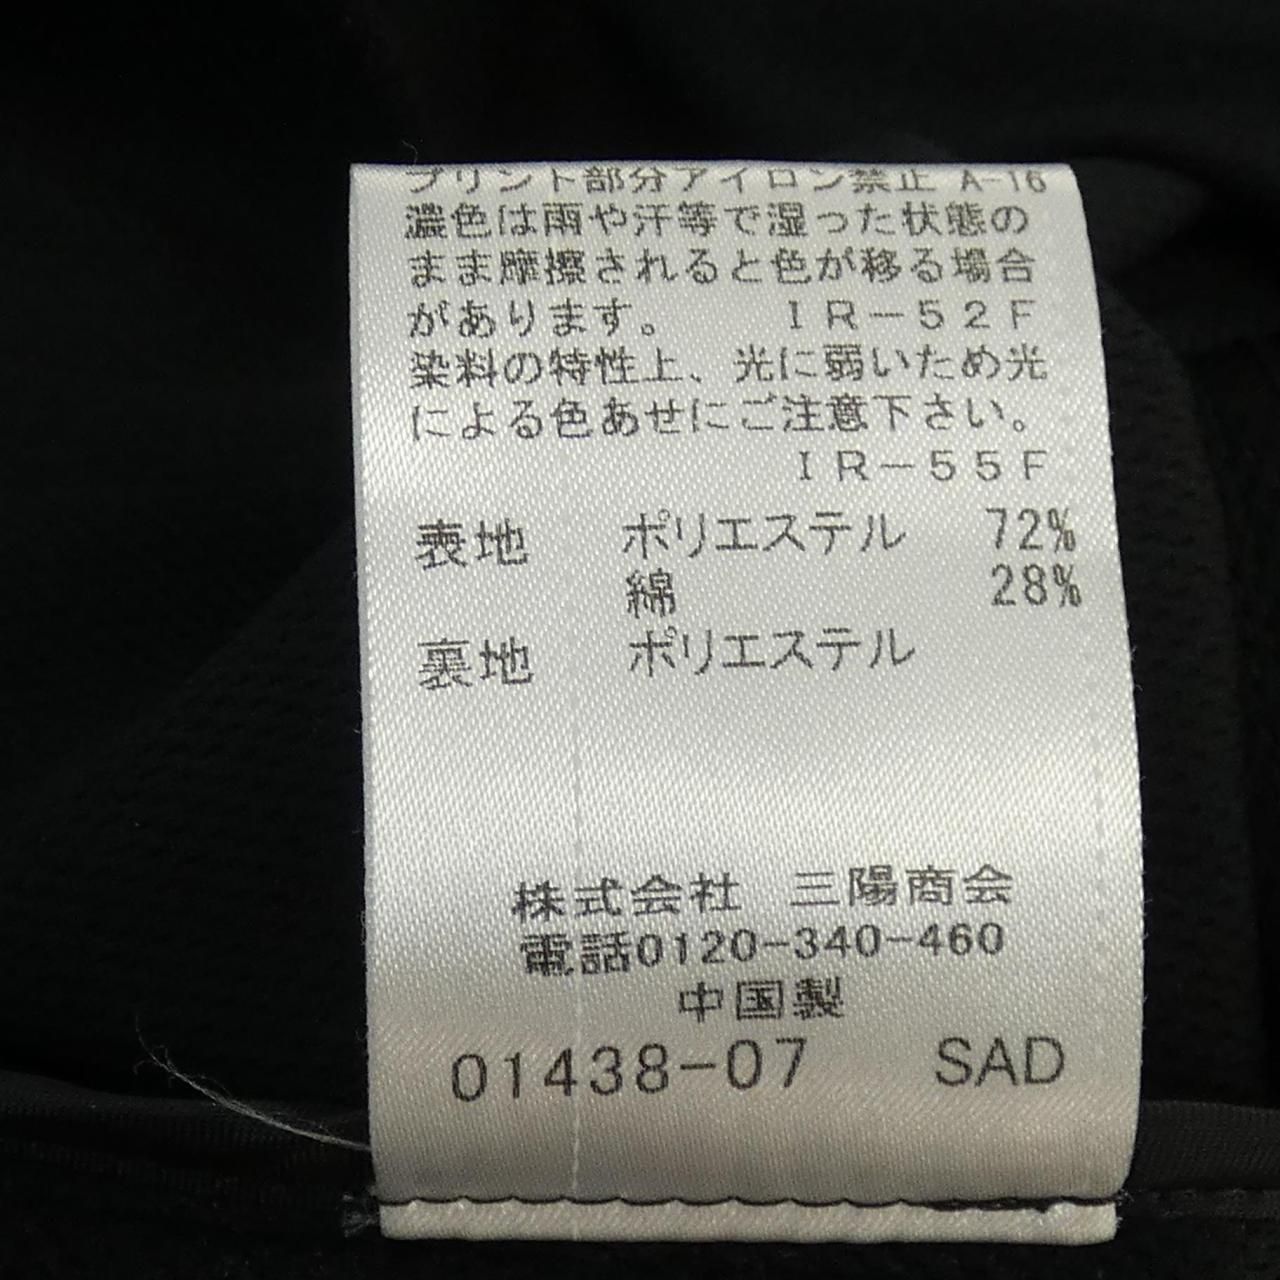 プリント部分アイロン禁止 A-16
濃色は雨や汗等で湿った状態の
まま摩擦されると色が移る場合
があります。 ＩＲ－５２Ｆ
染料の特性上、光に弱いため光
による色あせにご注意下さい。
ＩＲ－５５Ｆ
表地 ポリエステル 72%
綿 28%
裏地 ポリエステル
株式会社 三陽商会
電話0120-340-460
中国製
01438-07 SAD